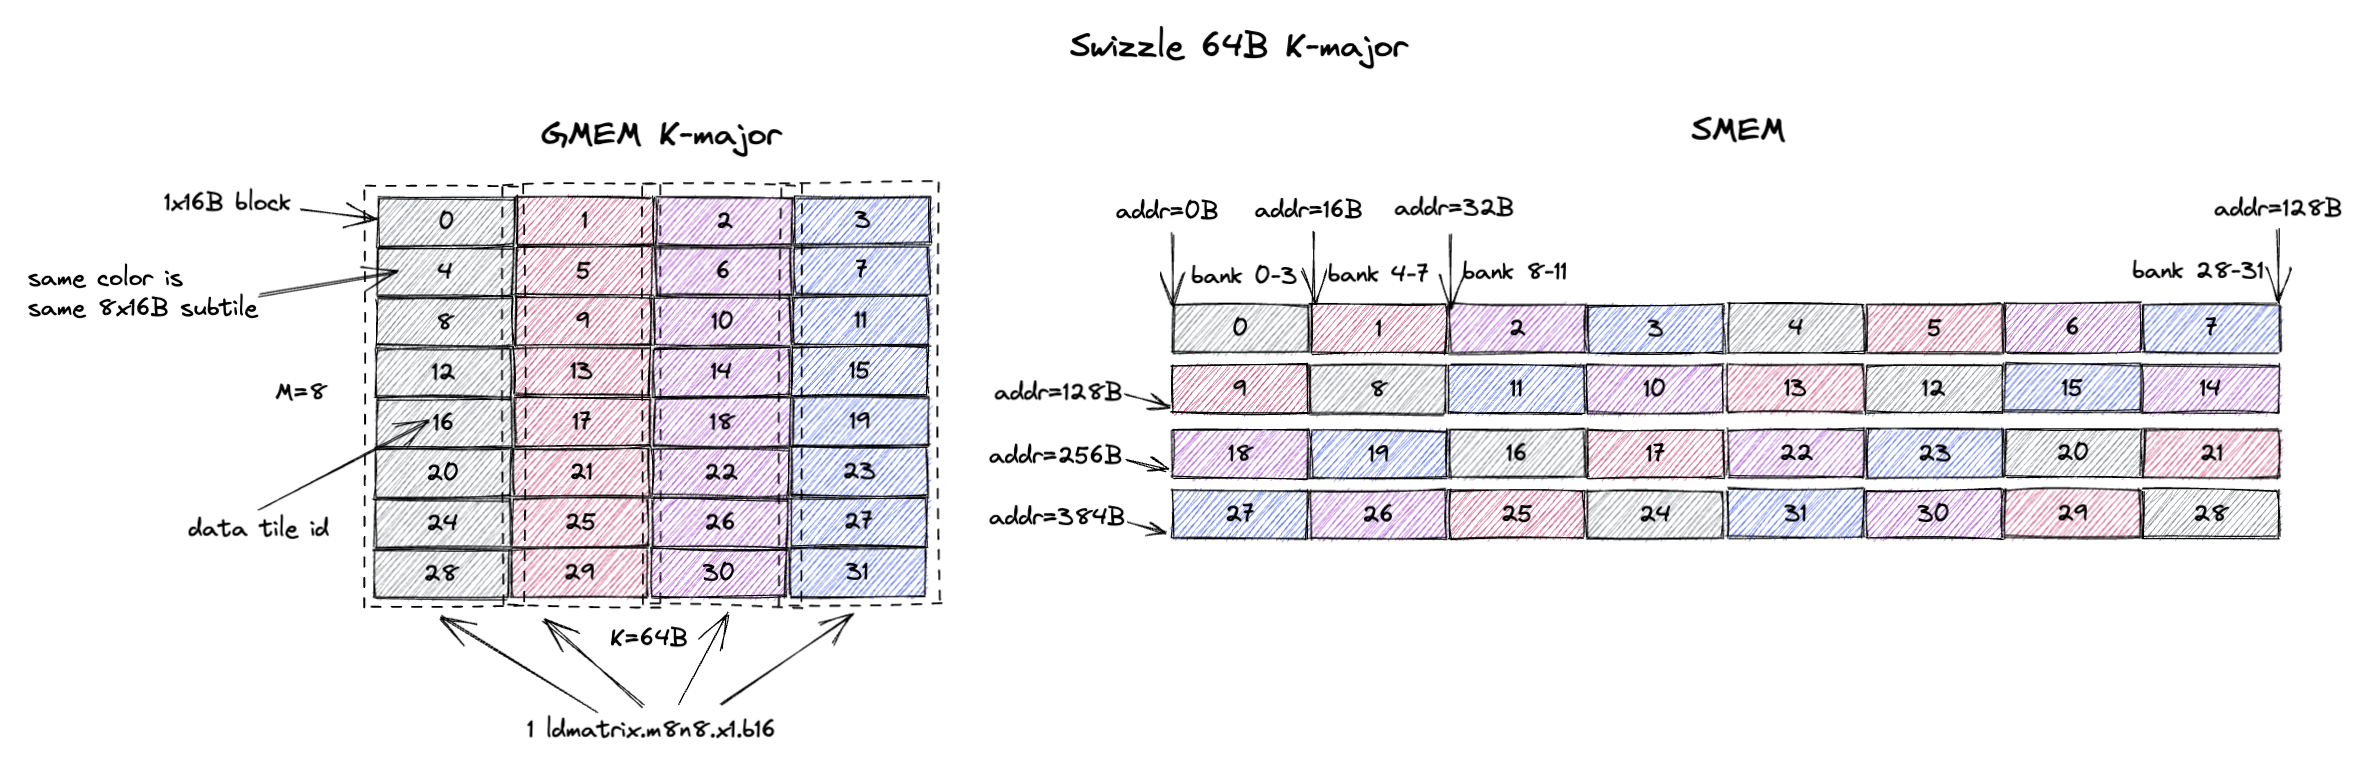 Swizzle 64B K-major
GMEM K-major
1x16B block
0 1 2 3
4 5 6 7
8 9 10 11
12 13 14 15
16 17 18 19
20 21 22 23
24 25 26 27
28 29 30 31
same color is
same 8x16B subtile
M=8
data tile id
K=64B
1 ldmatrix.m8n8.x1.b16
SMEM
addr=0B addr=16B addr=32B addr=128B
bank 0-3 bank 4-7 bank 8-11 bank 28-31
0 1 2 3 4 5 6 7
addr=128B 9 8 11 10 13 12 15 14
addr=256B 18 19 16 17 22 23 20 21
addr=384B 27 26 25 24 31 30 29 28